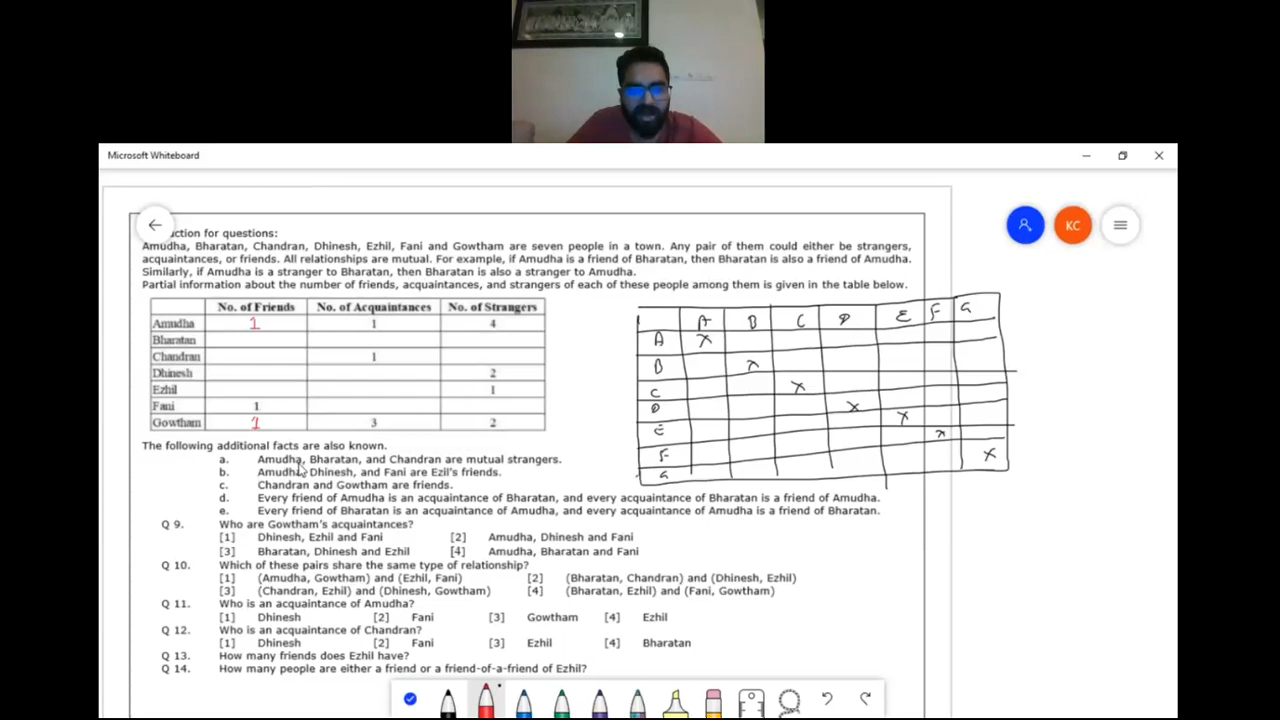 Microsoft Whiteboard
ction for questions:
Amudha, Bharatan, Chandran, Dhinesh, Ezhil, Fani and Gowtham are seven people in a town. Any pair of them could either be strangers,
acquaintances, or friends. All relationships are mutual. For example, if Amudha is a friend of Bharatan, then Bharatan is also a friend of Amudha.
Similarly, if Amudha is a stranger to Bharatan, then Bharatan is also a stranger to Amudha.
Partial information about the number of friends, acquaintances, and strangers of each of these people among them is given in the table below.
No. of Friends No. of Acquaintances No. of Strangers
Amudha 1 1 4
Bharatan
Chandran 1
Dhinesh 2
Ezhil 1
Fani 1
Gowtham 1 3 2
A B C D E F G
A X
B X
C X
D X X
E X
F X
G
The following additional facts are also known.
a. Amudha, Bharatan, and Chandran are mutual strangers.
b. Amudha, Dhinesh, and Fani are Ezil's friends.
c. Chandran and Gowtham are friends.
d. Every friend of Amudha is an acquaintance of Bharatan, and every acquaintance of Bharatan is a friend of Amudha.
e. Every friend of Bharatan is an acquaintance of Amudha, and every acquaintance of Amudha is a friend of Bharatan.
Q 9. Who are Gowtham's acquaintances?
[1] Dhinesh, Ezhil and Fani [2] Amudha, Dhinesh and Fani
[3] Bharatan, Dhinesh and Ezhil [4] Amudha, Bharatan and Fani
Q 10. Which of these pairs share the same type of relationship?
[1] (Amudha, Gowtham) and (Ezhil, Fani) [2] (Bharatan, Chandran) and (Dhinesh, Ezhil)
[3] (Chandran, Ezhil) and (Dhinesh, Gowtham) [4] (Bharatan, Ezhil) and (Fani, Gowtham)
Q 11. Who is an acquaintance of Amudha?
[1] Dhinesh [2] Fani [3] Gowtham [4] Ezhil
Q 12. Who is an acquaintance of Chandran?
[1] Dhinesh [2] Fani [3] Ezhil [4] Bharatan
Q 13. How many friends does Ezhil have?
Q 14. How many people are either a friend or a friend-of-a-friend of Ezhil?
KC